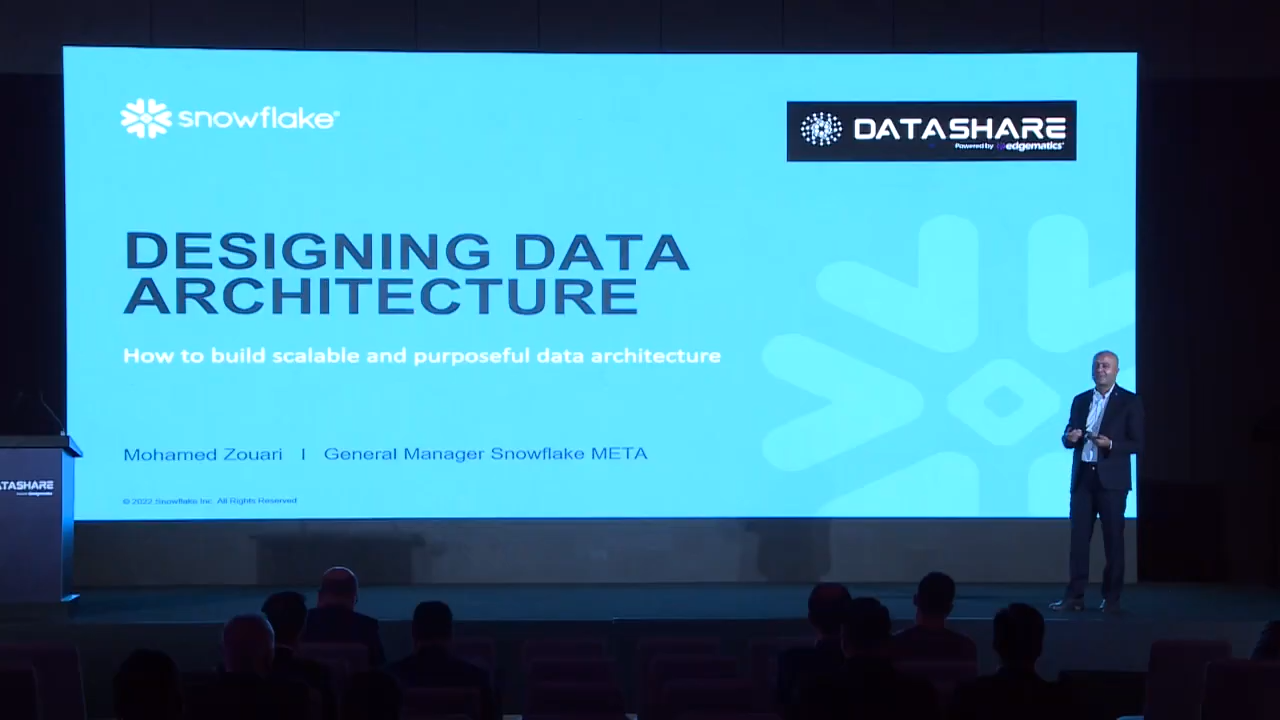 snowflake®
DATASHARE
Powered by edgematics
DESIGNING DATA
ARCHITECTURE
How to build scalable and purposeful data architecture
Mohamed Zouari I General Manager Snowflake META
© 2022 Snowflake Inc. All Rights Reserved
TASHARE